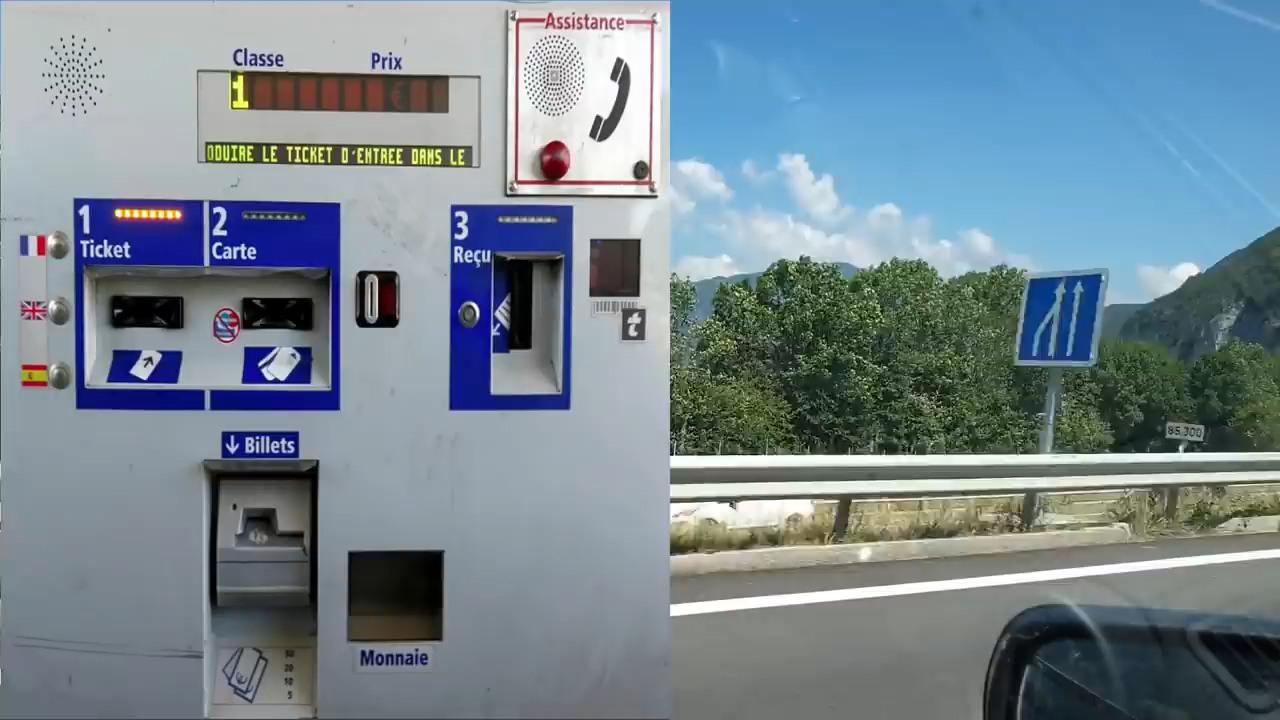 Assistance
Classe Prix
1 €
ODUIRE LE TICKET D'ENTREE DANS LE
1 2 3
Ticket Carte Reçu
t
Billets
50
20
10
5
Monnaie
85,300